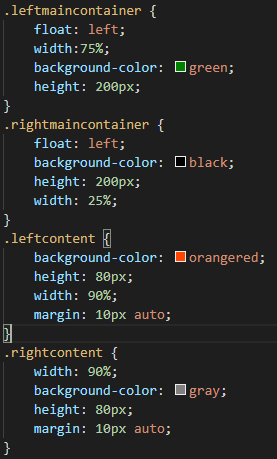 .leftmaincontainer {
    float: left;
    width:75%;
    background-color: green;
    height: 200px;
}
.rightmaincontainer {
    float: left;
    background-color: black;
    height: 200px;
    width: 25%;
}
.leftcontent {
    background-color: orangered;
    height: 80px;
    width: 90%;
    margin: 10px auto;
}
.rightcontent {
    width: 90%;
    background-color: gray;
    height: 80px;
    margin: 10px auto;
}